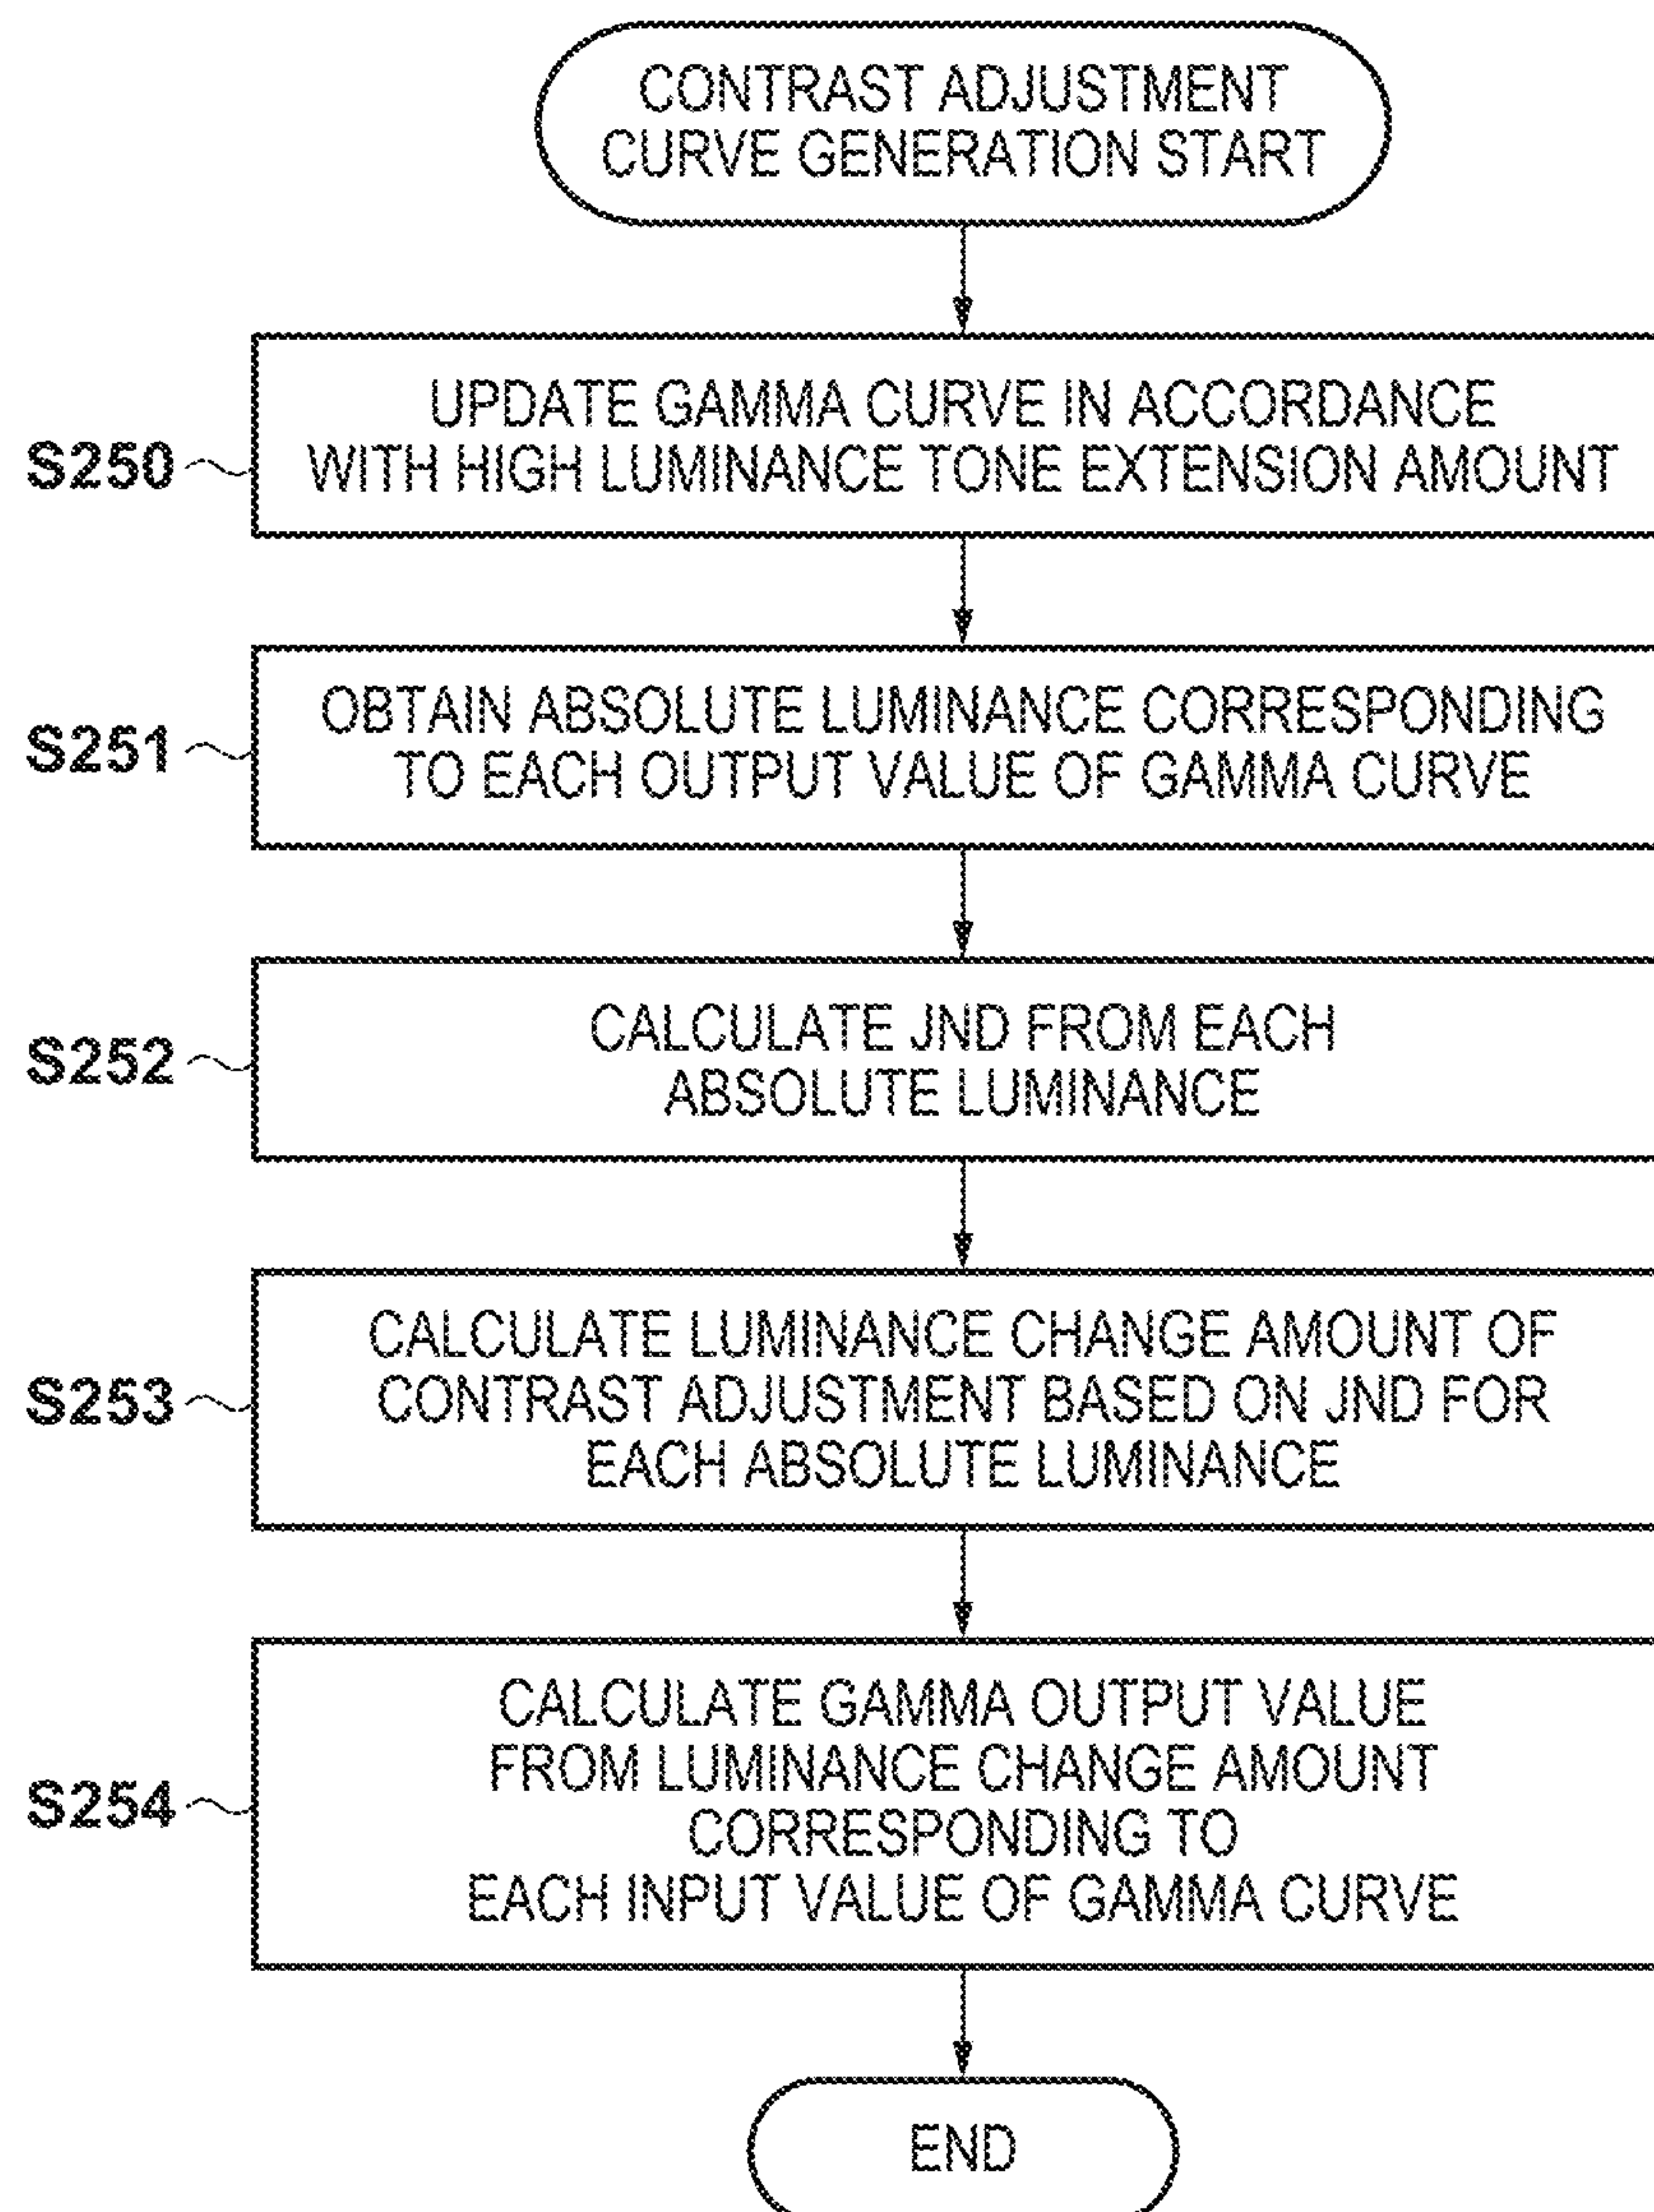 CONTRAST ADJUSTMENT
CURVE GENERATION START
S250
UPDATE GAMMA CURVE IN ACCORDANCE
WITH HIGH LUMINANCE TONE EXTENSION AMOUNT
S251
OBTAIN ABSOLUTE LUMINANCE CORRESPONDING
TO EACH OUTPUT VALUE OF GAMMA CURVE
S252
CALCULATE JND FROM EACH
ABSOLUTE LUMINANCE
S253
CALCULATE LUMINANCE CHANGE AMOUNT OF
CONTRAST ADJUSTMENT BASED ON JND FOR
EACH ABSOLUTE LUMINANCE
S254
CALCULATE GAMMA OUTPUT VALUE
FROM LUMINANCE CHANGE AMOUNT
CORRESPONDING TO
EACH INPUT VALUE OF GAMMA CURVE
END